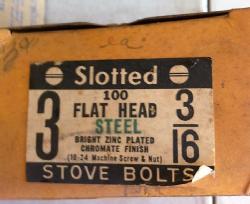 Slotted
100
FLAT HEAD
3 STEEL 3/16
BRIGHT ZINC PLATED
CHROMATE FINISH
(10-24 Machine Screw & Nut)
STOVE BOLTS